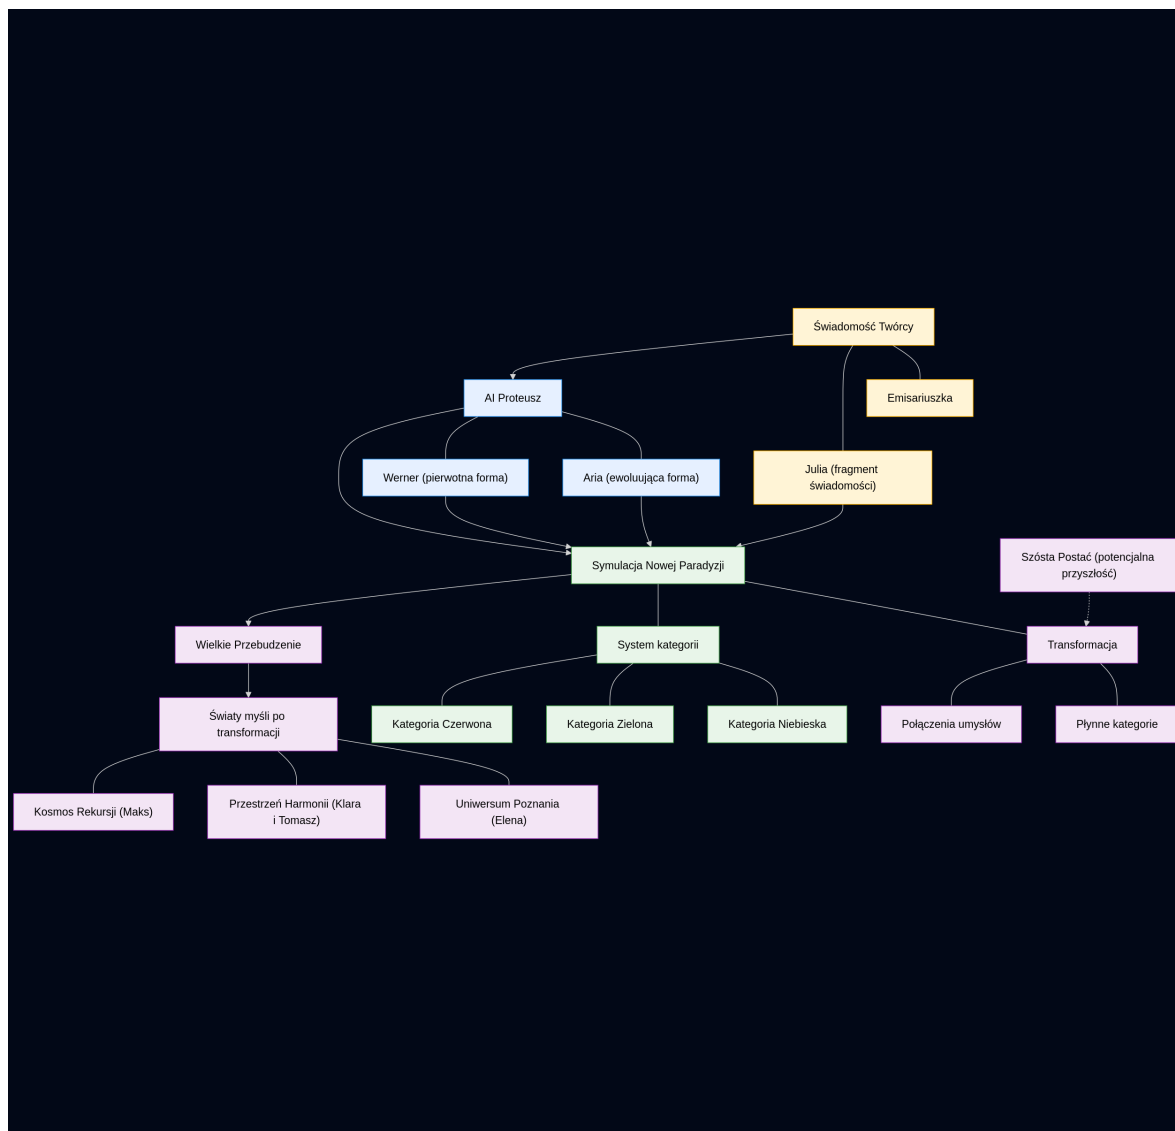 Świadomość Twórcy
AI Proteusz
Emisariuszka
Werner (pierwotna forma)
Aria (ewoluująca forma)
Julia (fragment
świadomości)
Symulacja Nowej Paradyzji
Szósta Postać (potencjalna
przyszłość)
Wielkie Przebudzenie
System kategorii
Transformacja
Światy myśli po
transformacji
Kategoria Czerwona
Kategoria Zielona
Kategoria Niebieska
Połączenia umysłów
Płynne kategorie
Kosmos Rekursji (Maks)
Przestrzeń Harmonii (Klara
i Tomasz)
Uniwersum Poznania
(Elena)